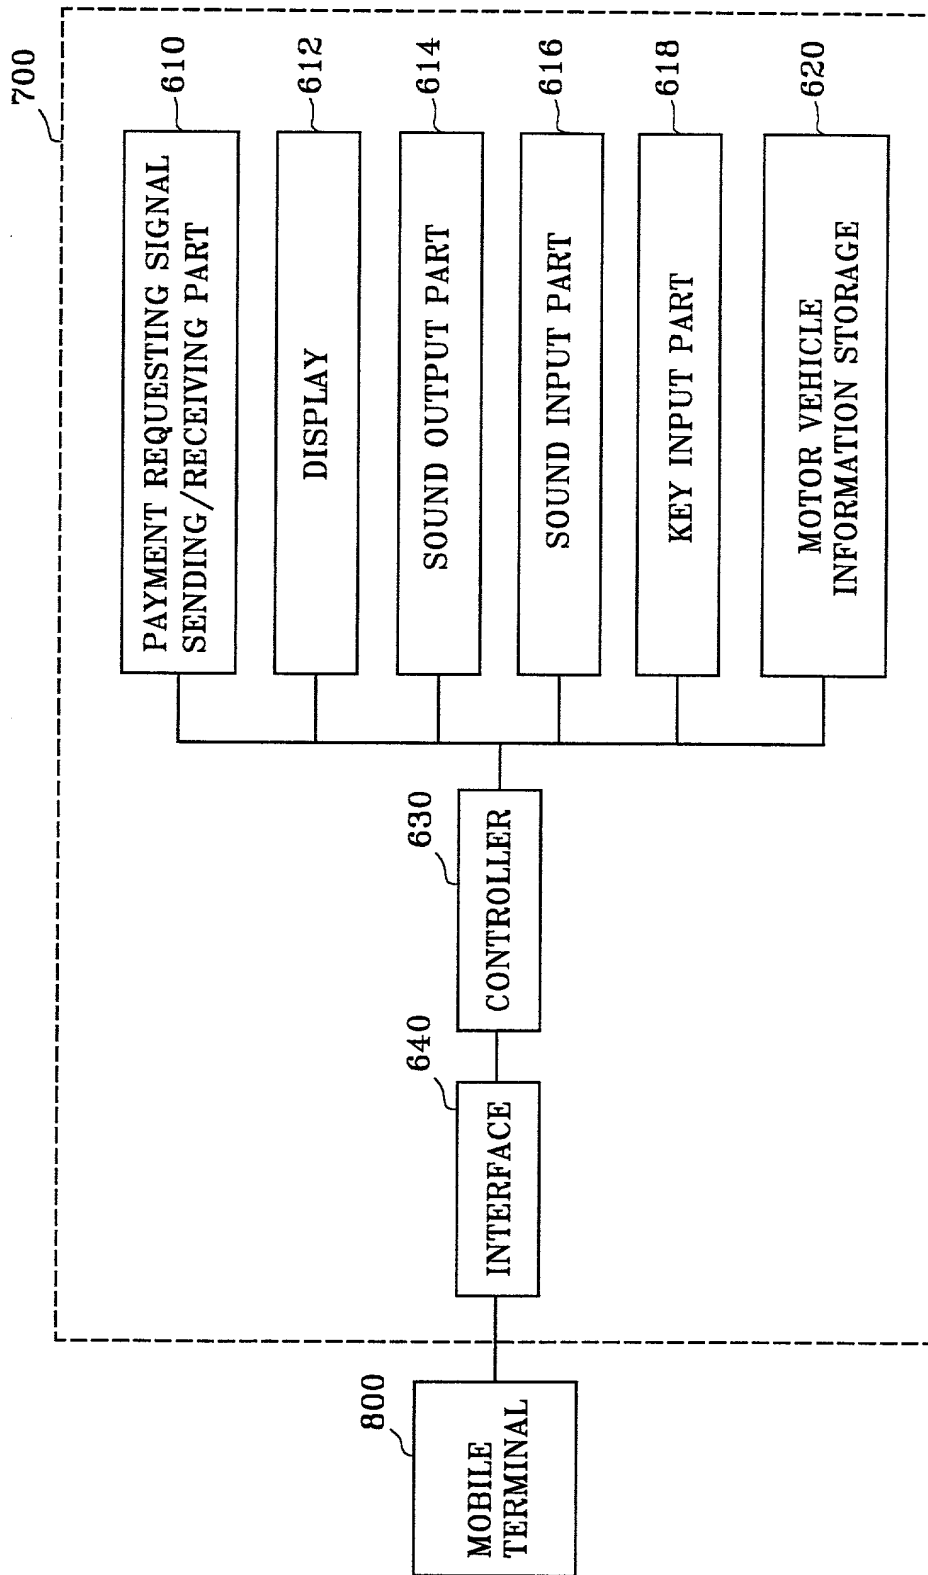 700
PAYMENT REQUESTING SIGNAL
SENDING/RECEIVING PART
610
DISPLAY
612
SOUND OUTPUT PART
614
SOUND INPUT PART
616
KEY INPUT PART
618
MOTOR VEHICLE
INFORMATION STORAGE
620
CONTROLLER
630
INTERFACE
640
MOBILE
TERMINAL
800